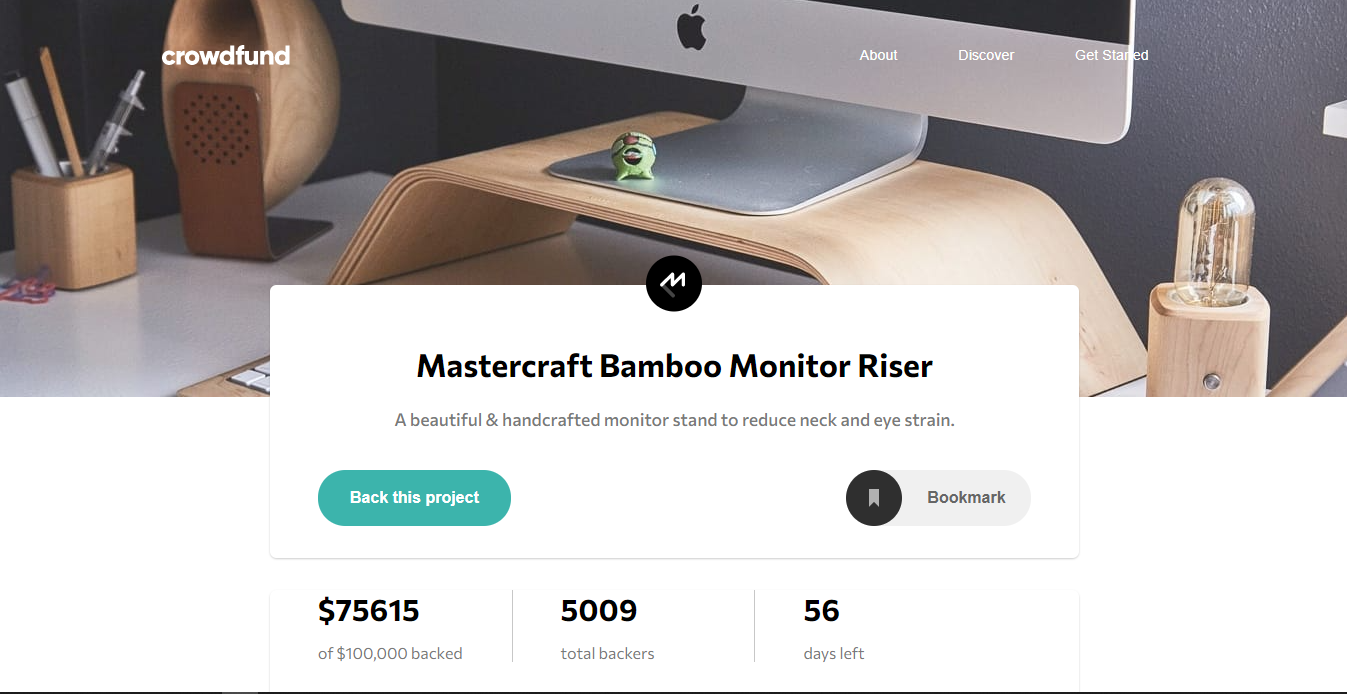 crowdfund
About
Discover
Get Started
Mastercraft Bamboo Monitor Riser
A beautiful & handcrafted monitor stand to reduce neck and eye strain.
Back this project
Bookmark
$75615
5009
56
of $100,000 backed
total backers
days left